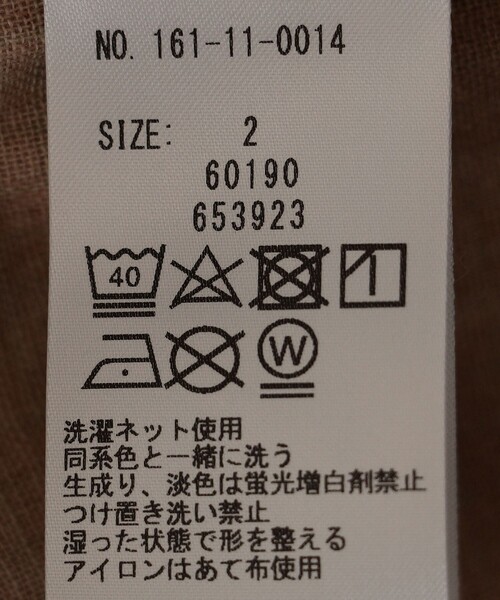 NO. 161-11-0014
SIZE: 2
60190
653923
40
W
洗濯ネット使用
同系色と一緒に洗う
生成り、淡色は蛍光増白剤禁止
つけ置き洗い禁止
湿った状態で形を整える
アイロンはあて布使用